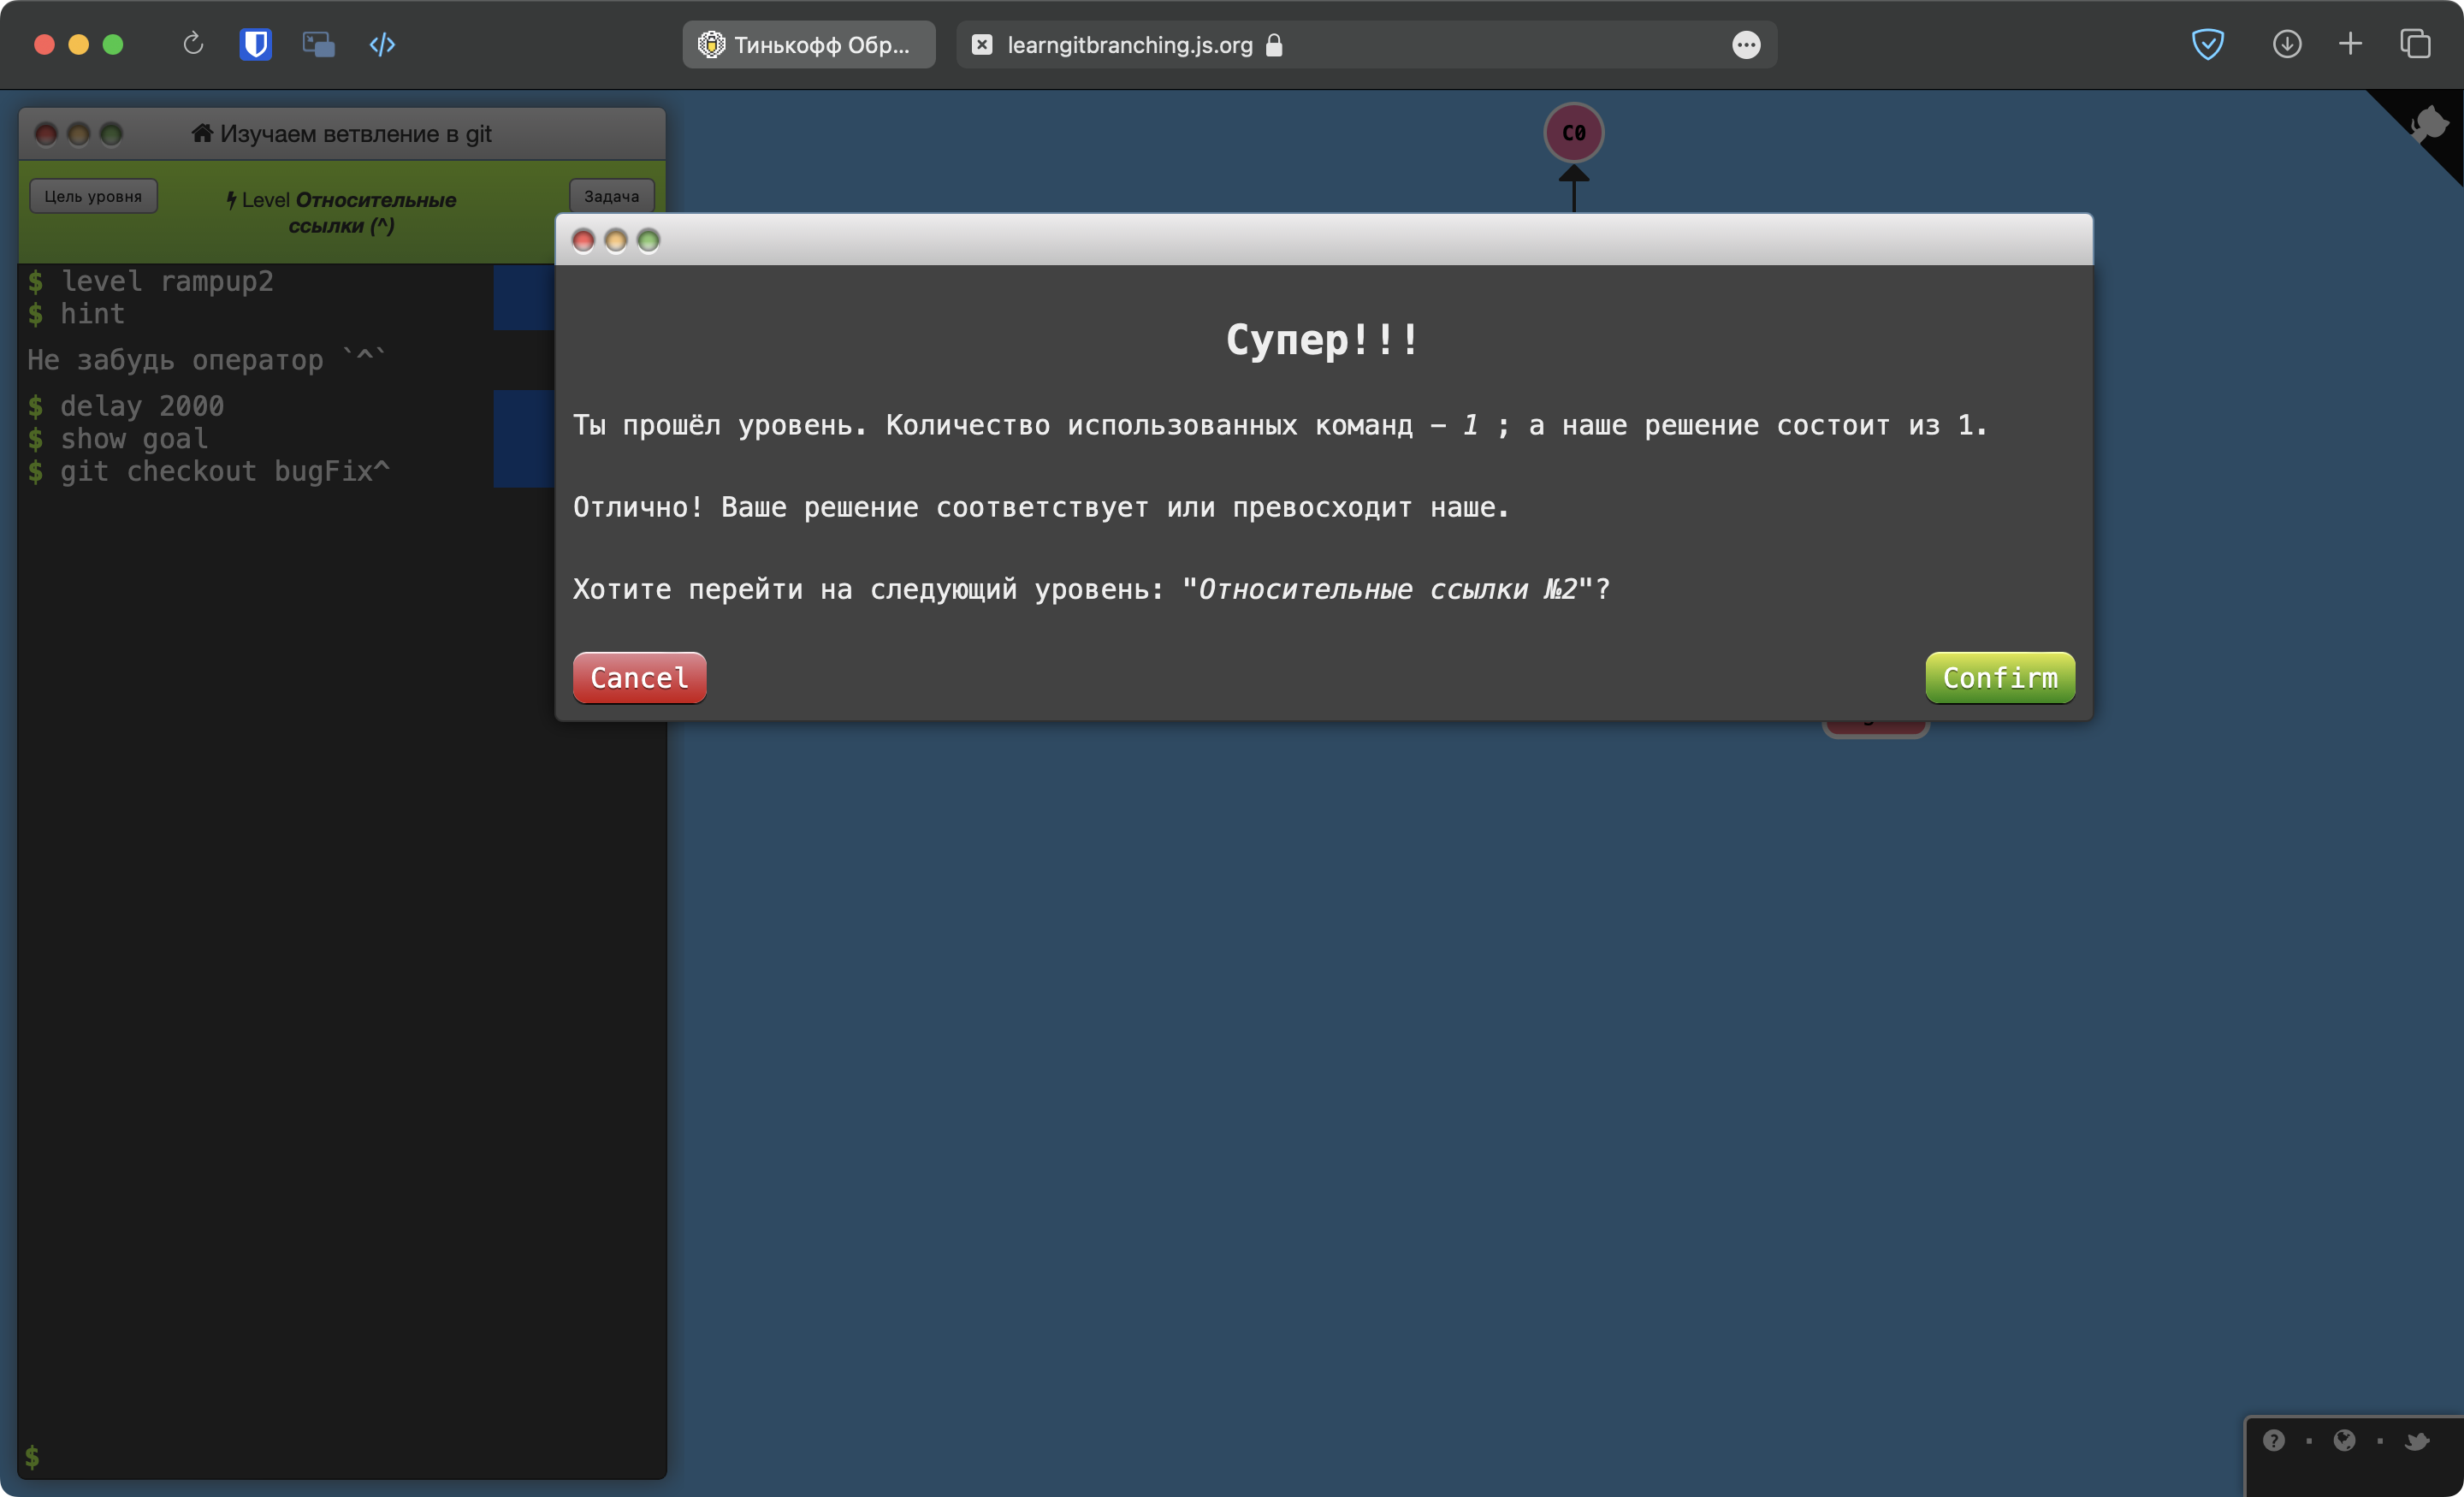 Тинькофф Обр...
learngitbranching.js.org
Изучаем ветвление в git
Цель уровня
Level Относительные
ссылки (^)
Задача
$ level rampup2
$ hint
Не забудь оператор `^`
$ delay 2000
$ show goal
$ git checkout bugFix^
$
C0
Супер!!!
Ты прошёл уровень. Количество использованных команд – 1 ; а наше решение состоит из 1.
Отлично! Ваше решение соответствует или превосходит наше.
Хотите перейти на следующий уровень: "Относительные ссылки №2"?
Cancel
Confirm